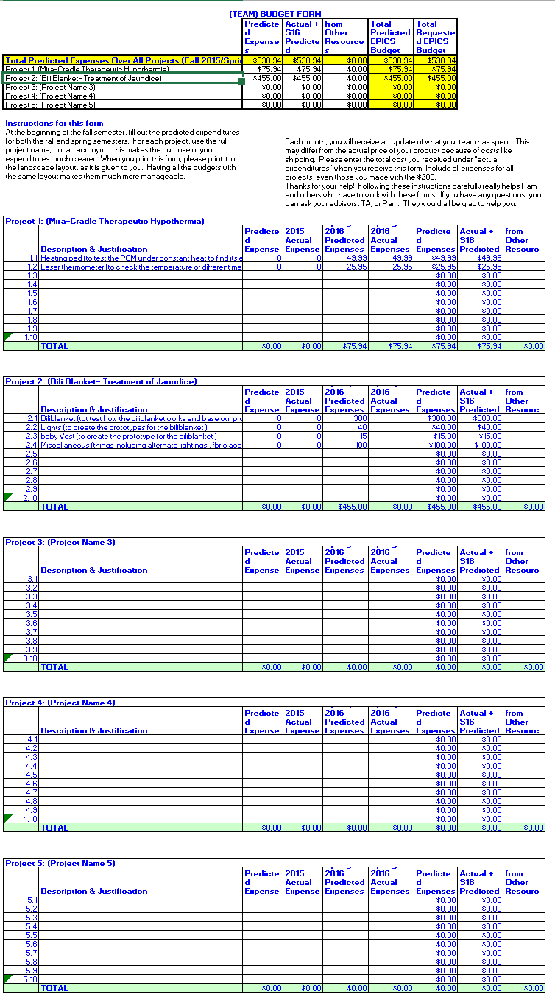 (TEAM) BUDGET FORM
Predicted Expenses | Actual + S16 Predicted | from Other Resources | Total Predicted EPICS Budget | Total Requested EPICS Budget
Total Predicted Expenses Over All Projects (Fall 2015/Sprin $530.94 $530.94 $0.00 $530.94 $530.94
Project 1: (Mira-Cradle Therapeutic Hypothermia) $75.94 $75.94 $0.00 $75.94 $75.94
Project 2: (Bili Blanket- Treatment of Jaundice) $455.00 $455.00 $0.00 $455.00 $455.00
Project 3: (Project Name 3) $0.00 $0.00 $0.00 $0.00 $0.00
Project 4: (Project Name 4) $0.00 $0.00 $0.00 $0.00 $0.00
Project 5: (Project Name 5) $0.00 $0.00 $0.00 $0.00 $0.00
Instructions for this form
At the beginning of the fall semester, fill out the predicted expenditures
for both the fall and spring semesters. For each project, use the full
project name, not an acronym. This makes the purpose of your
expenditures much clearer. When you print this form, please print it in
the landscape layout, as it is given to you. Having all the budgets with
the same layout makes them much more manageable.
Each month, you will receive an update of what your team has spent. This
may differ from the actual price of your product because of costs like
shipping. Please enter the total cost you received under "actual
expenditures" when you receive this form. Include all expenses for all
projects, even those you made with the $200.
Thanks for your help! Following these instructions carefully really helps Pam
and others who have to work with these forms. If you have any questions, you
can ask your advisors, TA, or Pam. They would all be glad to help you.
Project 1: (Mira-Cradle Therapeutic Hypothermia)
Description & Justification | Predicted Expense | 2015 Actual Expense | 2016 Predicted Expenses | 2016 Actual Expenses | Predicted Expenses | Actual + S16 Predicted | from Other Resourc
1.1 Heating pad (to test the PCM under constant heat to find its e 0 0 49.99 49.99 $49.99 $49.99
1.2 Laser thermometer (to check the temperature of different ma 0 0 25.95 25.95 $25.95 $25.95
1.3 $0.00 $0.00
1.4 $0.00 $0.00
1.5 $0.00 $0.00
1.6 $0.00 $0.00
1.7 $0.00 $0.00
1.8 $0.00 $0.00
1.9 $0.00 $0.00
1.10 $0.00 $0.00
TOTAL $0.00 $0.00 $75.94 $75.94 $75.94 $75.94 $0.00
Project 2: (Bili Blanket- Treatment of Jaundice)
Description & Justification | Predicted Expense | 2015 Actual Expense | 2016 Predicted Expenses | 2016 Actual Expenses | Predicted Expenses | Actual + S16 Predicted | from Other Resourc
2.1 Biliblanket (tot test how the biliblanket works and base our pro 0 0 300 $300.00 $300.00
2.2 Lights (to create the prototypes for the biliblanket ) 0 0 40 $40.00 $40.00
2.3 baby Vest (to create the prototype for the biliblanket ) 0 0 15 $15.00 $15.00
2.4 Miscellaneous (things including alternate lightings , fbric acc 0 0 100 $100.00 $100.00
2.5 $0.00 $0.00
2.6 $0.00 $0.00
2.7 $0.00 $0.00
2.8 $0.00 $0.00
2.9 $0.00 $0.00
2.10 $0.00 $0.00
TOTAL $0.00 $0.00 $455.00 $0.00 $455.00 $455.00 $0.00
Project 3: (Project Name 3)
Description & Justification | Predicted Expense | 2015 Actual Expense | 2016 Predicted Expenses | 2016 Actual Expenses | Predicted Expenses | Actual + S16 Predicted | from Other Resourc
3.1 $0.00 $0.00
3.2 $0.00 $0.00
3.3 $0.00 $0.00
3.4 $0.00 $0.00
3.5 $0.00 $0.00
3.6 $0.00 $0.00
3.7 $0.00 $0.00
3.8 $0.00 $0.00
3.9 $0.00 $0.00
3.10 $0.00 $0.00
TOTAL $0.00 $0.00 $0.00 $0.00 $0.00 $0.00 $0.00
Project 4: (Project Name 4)
Description & Justification | Predicted Expense | 2015 Actual Expense | 2016 Predicted Expenses | 2016 Actual Expenses | Predicted Expenses | Actual + S16 Predicted | from Other Resourc
4.1 $0.00 $0.00
4.2 $0.00 $0.00
4.3 $0.00 $0.00
4.4 $0.00 $0.00
4.5 $0.00 $0.00
4.6 $0.00 $0.00
4.7 $0.00 $0.00
4.8 $0.00 $0.00
4.9 $0.00 $0.00
4.10 $0.00 $0.00
TOTAL $0.00 $0.00 $0.00 $0.00 $0.00 $0.00 $0.00
Project 5: (Project Name 5)
Description & Justification | Predicted Expense | 2015 Actual Expense | 2016 Predicted Expenses | 2016 Actual Expenses | Predicted Expenses | Actual + S16 Predicted | from Other Resourc
5.1 $0.00 $0.00
5.2 $0.00 $0.00
5.3 $0.00 $0.00
5.4 $0.00 $0.00
5.5 $0.00 $0.00
5.6 $0.00 $0.00
5.7 $0.00 $0.00
5.8 $0.00 $0.00
5.9 $0.00 $0.00
5.10 $0.00 $0.00
TOTAL $0.00 $0.00 $0.00 $0.00 $0.00 $0.00 $0.00